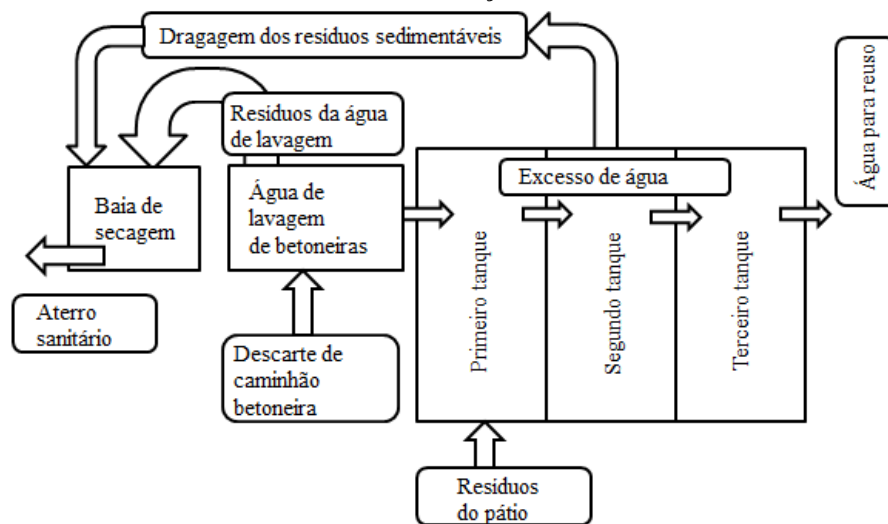 Dragagem dos resíduos sedimentáveis
Resíduos da água
de lavagem
Água para reuso
Excesso de água
Baia de
secagem
Água de
lavagem
de betoneiras
Primeiro tanque
Segundo tanque
Terceiro tanque
Aterro
sanitário
Descarte de
caminhão
betoneira
Resíduos
do pátio